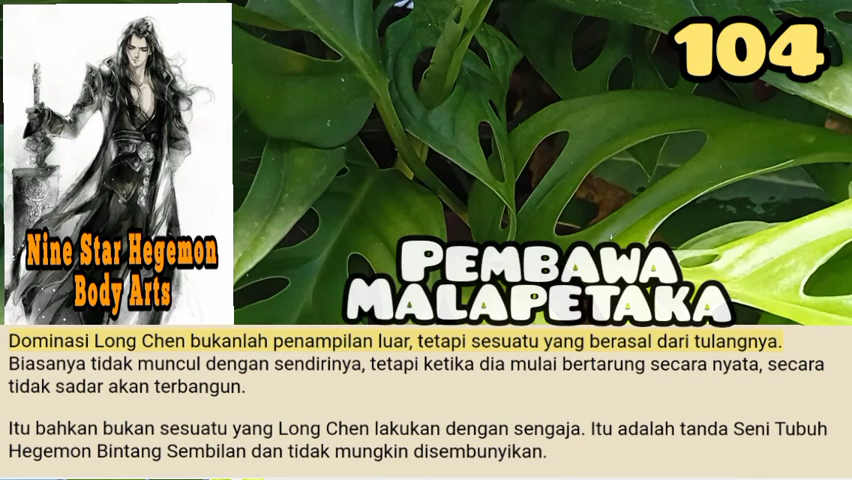 104
Nine Star Hegemon
Body Arts
PEMBAWA
MALAPETAKA
Dominasi Long Chen bukanlah penampilan luar, tetapi sesuatu yang berasal dari tulangnya.
Biasanya tidak muncul dengan sendirinya, tetapi ketika dia mulai bertarung secara nyata, secara
tidak sadar akan terbangun.
Itu bahkan bukan sesuatu yang Long Chen lakukan dengan sengaja. Itu adalah tanda Seni Tubuh
Hegemon Bintang Sembilan dan tidak mungkin disembunyikan.